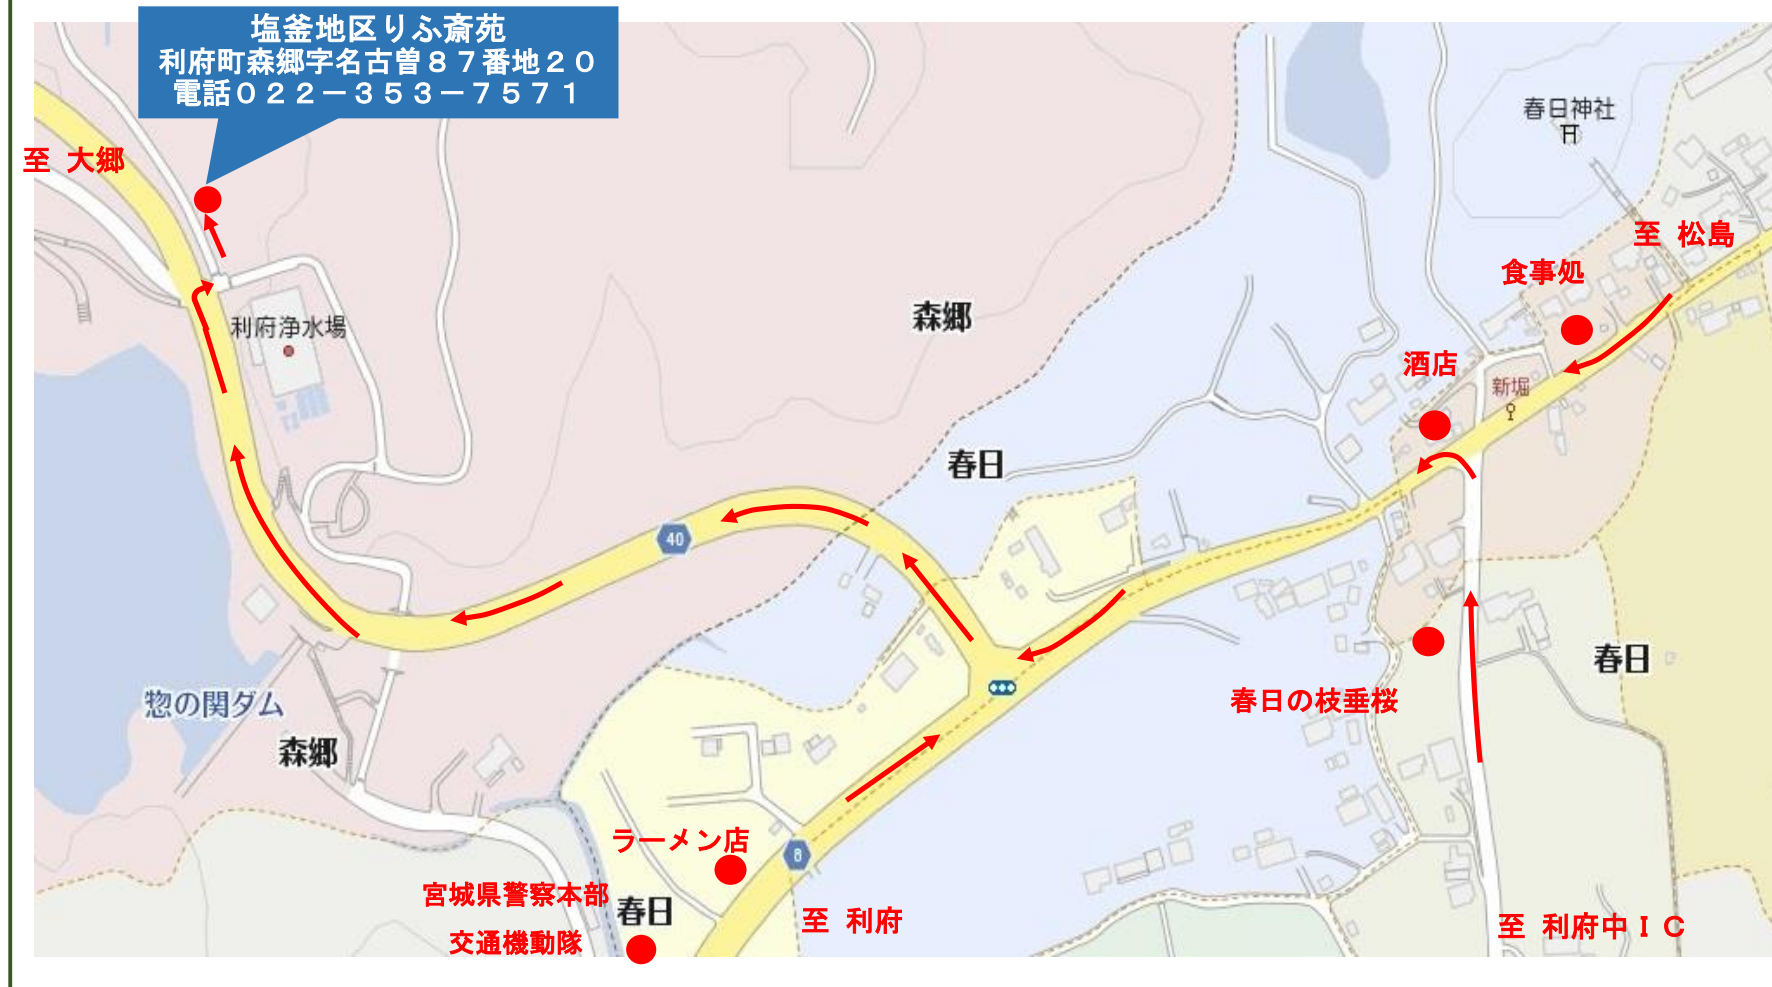 塩釜地区りふ斎苑
利府町森郷字名古曽８７番地２０
電話０２２－３５３－７５７１
至 大郷
春日神社
至 松島
食事処
利府浄水場
森郷
酒店
新堀
春日
40
春日
春日の枝垂桜
惣の関ダム
森郷
ラーメン店
8
宮城県警察本部
交通機動隊
春日
至 利府
至 利府中ＩＣ